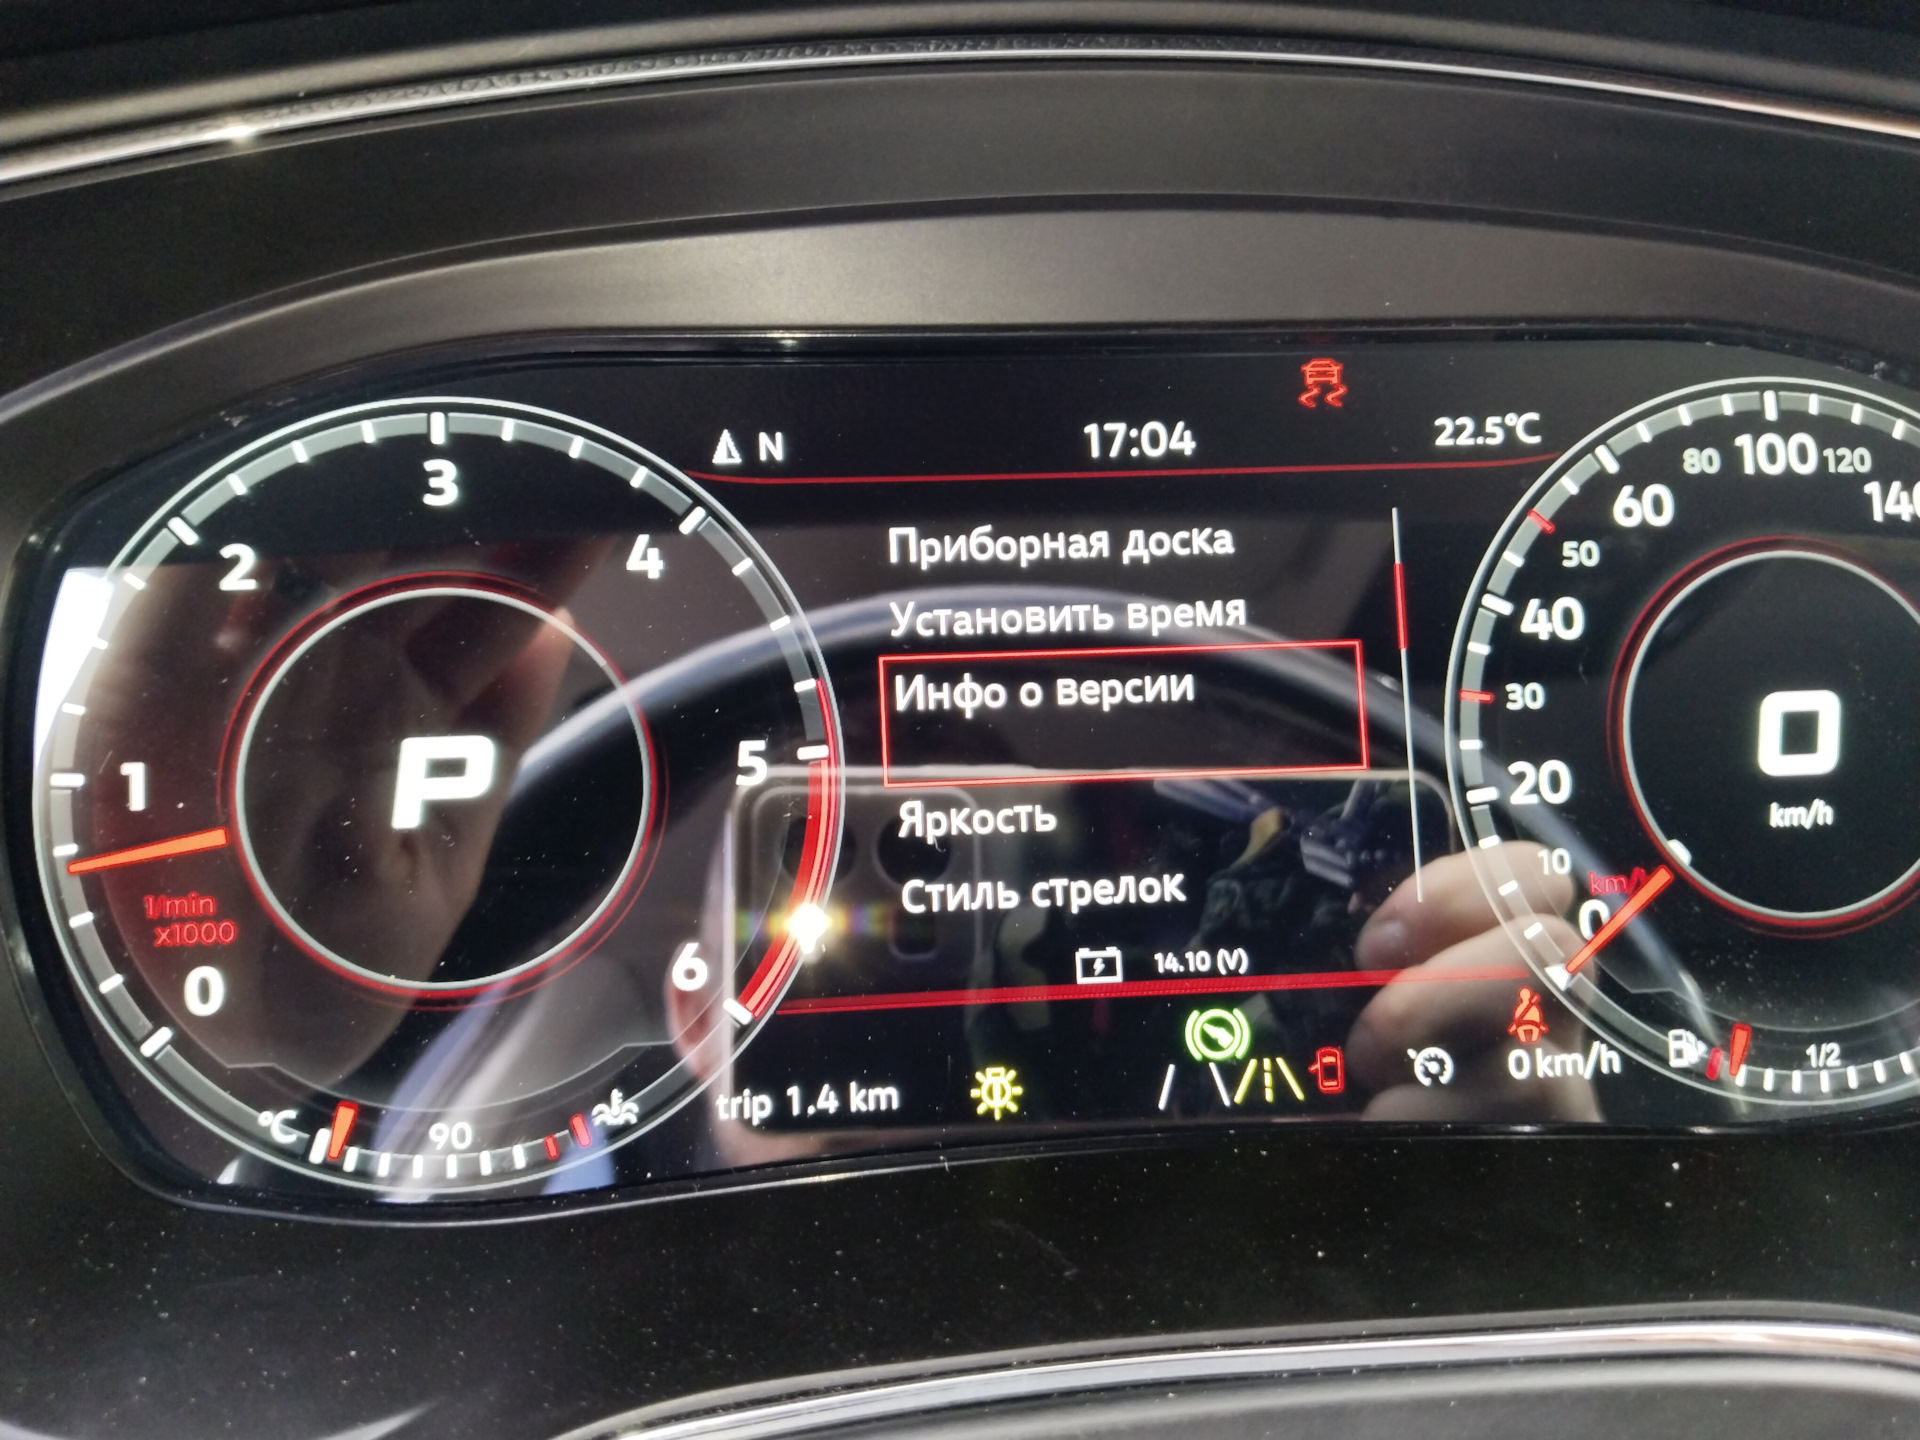 N 17:04 22.5°C
3
2
4
1
5
1/min
x1000
0
6
P
°C
90
Приборная доска
Установить время
Инфо о версии
Яркость
Стиль стрелок
14.10 (V)
trip 1.4 km
0 km/h
80 100 120
60
50
40
30
20
10
0
0
km/h
1/2